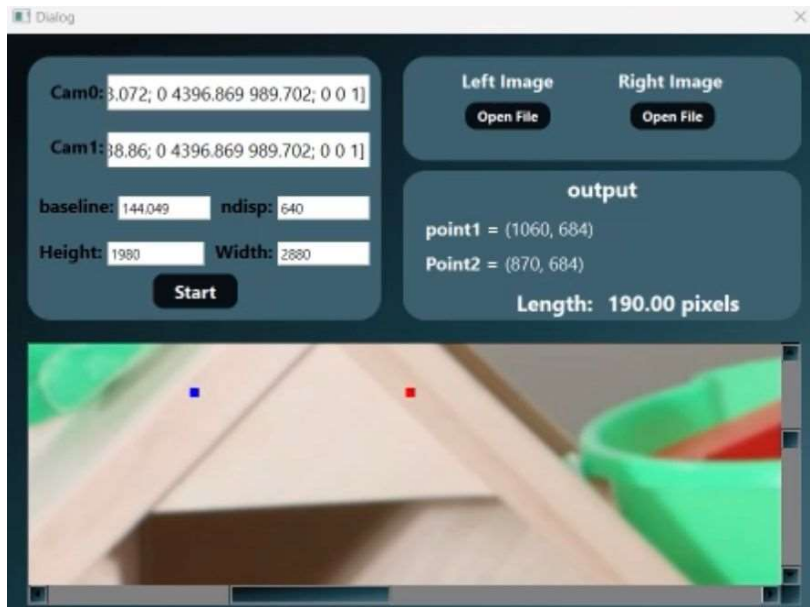 Dialog
Cam0: 3.072; 0 4396.869 989.702; 0 0 1]
Cam1: 38.86; 0 4396.869 989.702; 0 0 1]
baseline: 144.049 ndisp: 640
Height: 1980 Width: 2880
Start
Left Image Right Image
Open File Open File
output
point1 = (1060, 684)
Point2 = (870, 684)
Length: 190.00 pixels